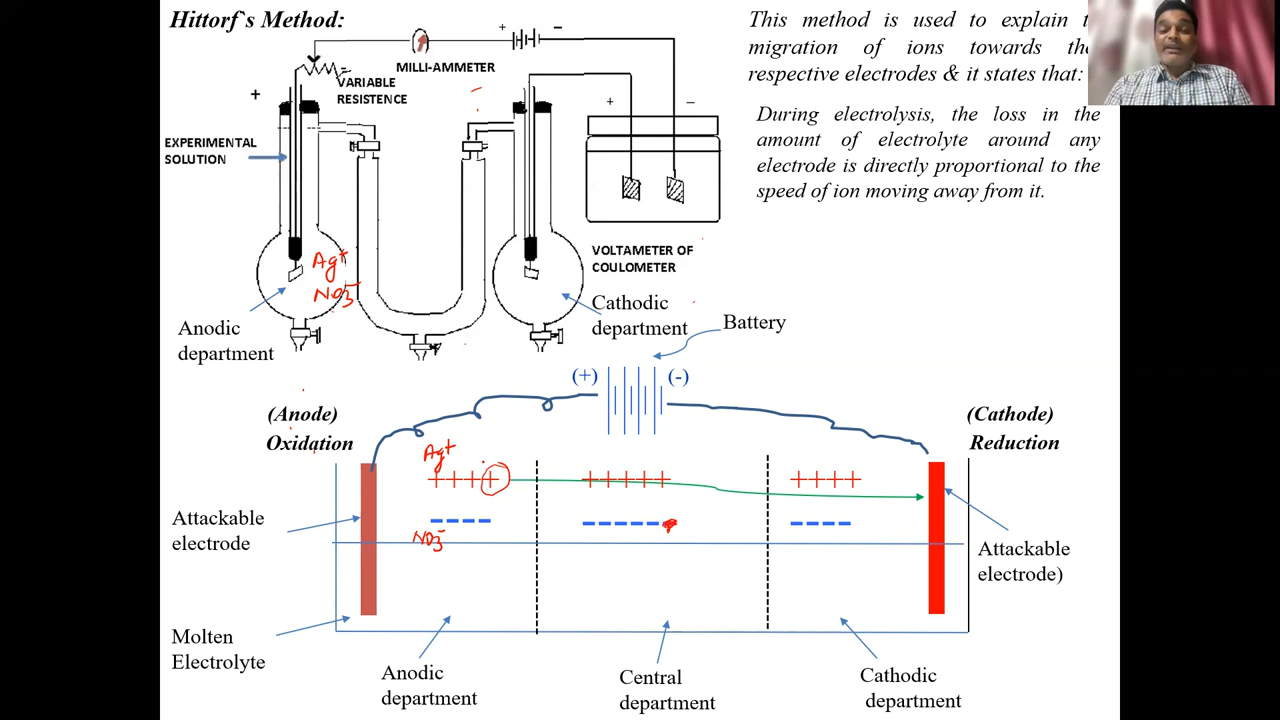 Hittorf`s Method:
+ −
MILLI-AMMETER
VARIABLE
RESISTENCE
+
EXPERIMENTAL
SOLUTION
Ag+
NO3-
Anodic
department
Cathodic
department
+ −
VOLTAMETER OF
COULOMETER
This method is used to explain t
migration of ions towards the
respective electrodes & it states that:
During electrolysis, the loss in the
amount of electrolyte around any
electrode is directly proportional to the
speed of ion moving away from it.
Battery
(+) (-)
(Anode)
Oxidation
(Cathode)
Reduction
Ag+
++++ +++++ ++++
NO3-
Attackable
electrode
Attackable
electrode)
Molten
Electrolyte
Anodic
department
Central
department
Cathodic
department